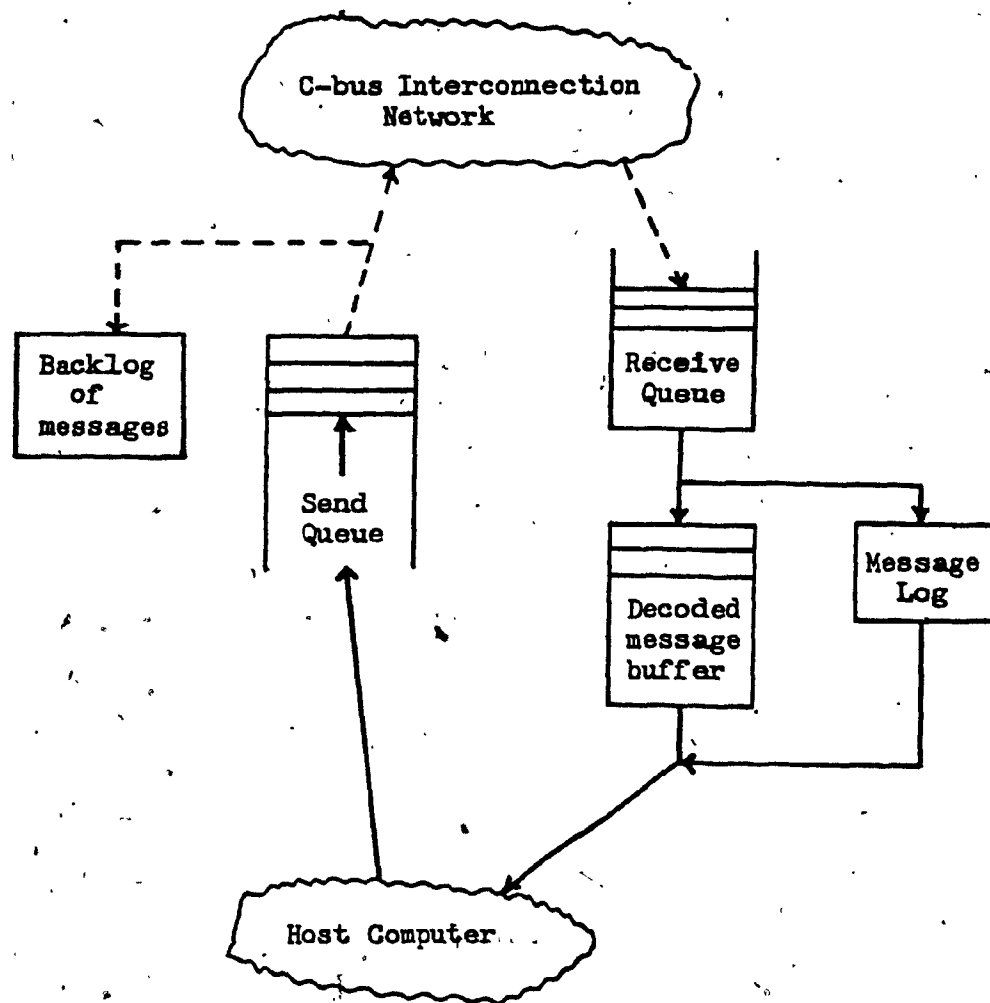 C-bus Interconnection
Network
Backlog
of
messages
Receive
Queue
Send
Queue
Message
Log
Decoded
message
buffer
Host Computer